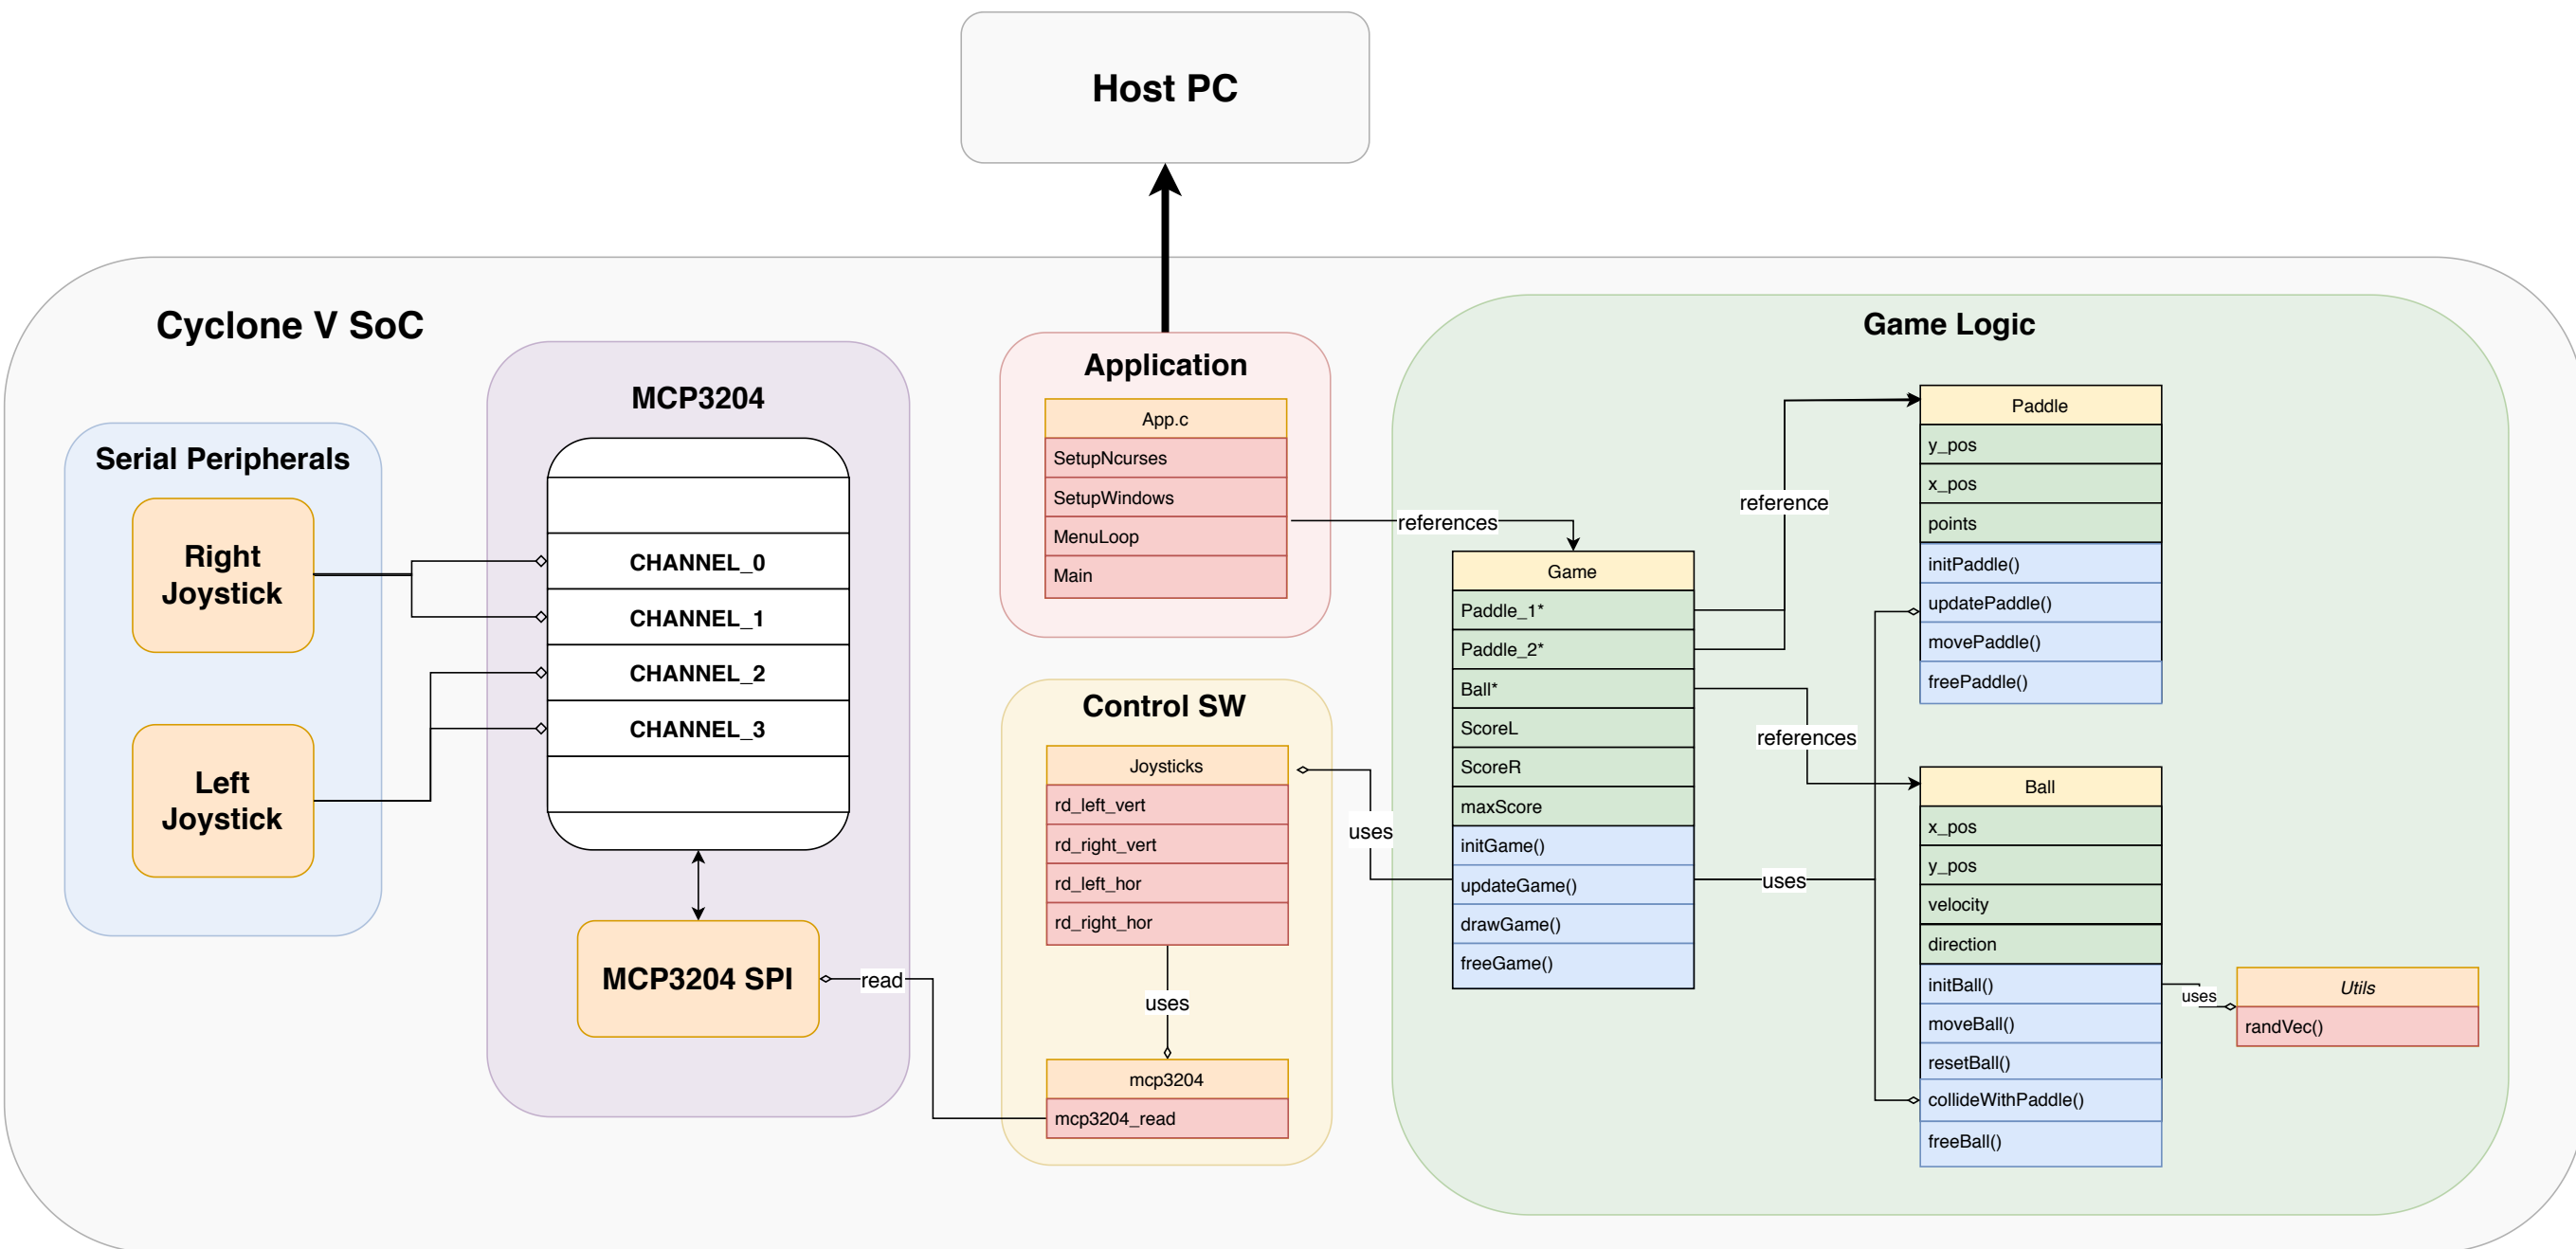 Host PC
Cyclone V SoC
Serial Peripherals
Right
Joystick
Left
Joystick
MCP3204
CHANNEL_0
CHANNEL_1
CHANNEL_2
CHANNEL_3
MCP3204 SPI
read
Application
App.c
SetupNcurses
SetupWindows
MenuLoop
Main
references
Control SW
Joysticks
rd_left_vert
rd_right_vert
rd_left_hor
rd_right_hor
uses
mcp3204
mcp3204_read
uses
Game Logic
Game
Paddle_1*
Paddle_2*
Ball*
ScoreL
ScoreR
maxScore
initGame()
updateGame()
drawGame()
freeGame()
reference
references
uses
Paddle
y_pos
x_pos
points
initPaddle()
updatePaddle()
movePaddle()
freePaddle()
Ball
x_pos
y_pos
velocity
direction
initBall()
moveBall()
resetBall()
collideWithPaddle()
freeBall()
uses
Utils
randVec()